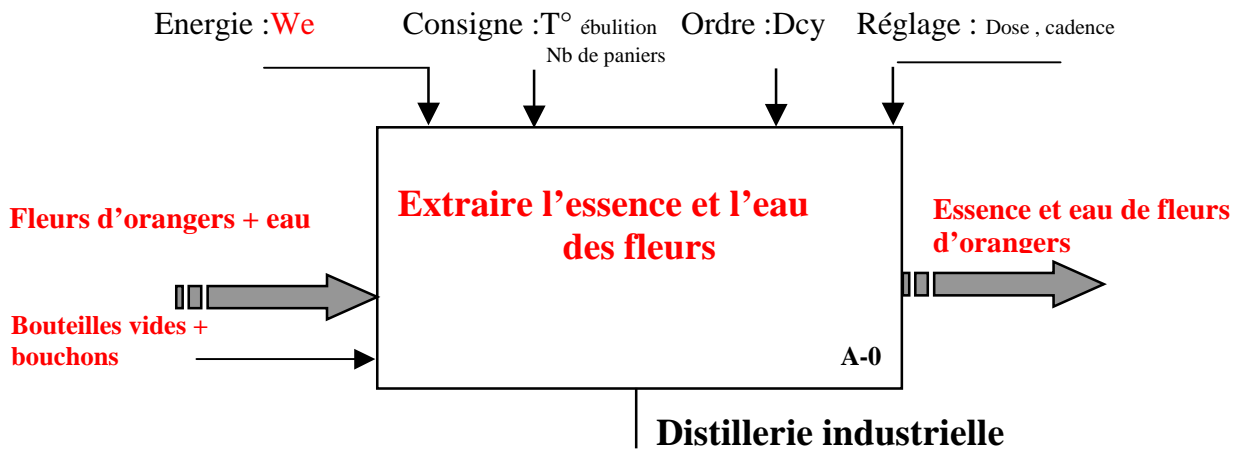 Energie :We Consigne :T° ébulition Ordre :Dcy Réglage : Dose , cadence
Nb de paniers
Extraire l’essence et l’eau
des fleurs
Fleurs d’orangers + eau
Essence et eau de fleurs
d’orangers
Bouteilles vides +
bouchons
A-0
Distillerie industrielle